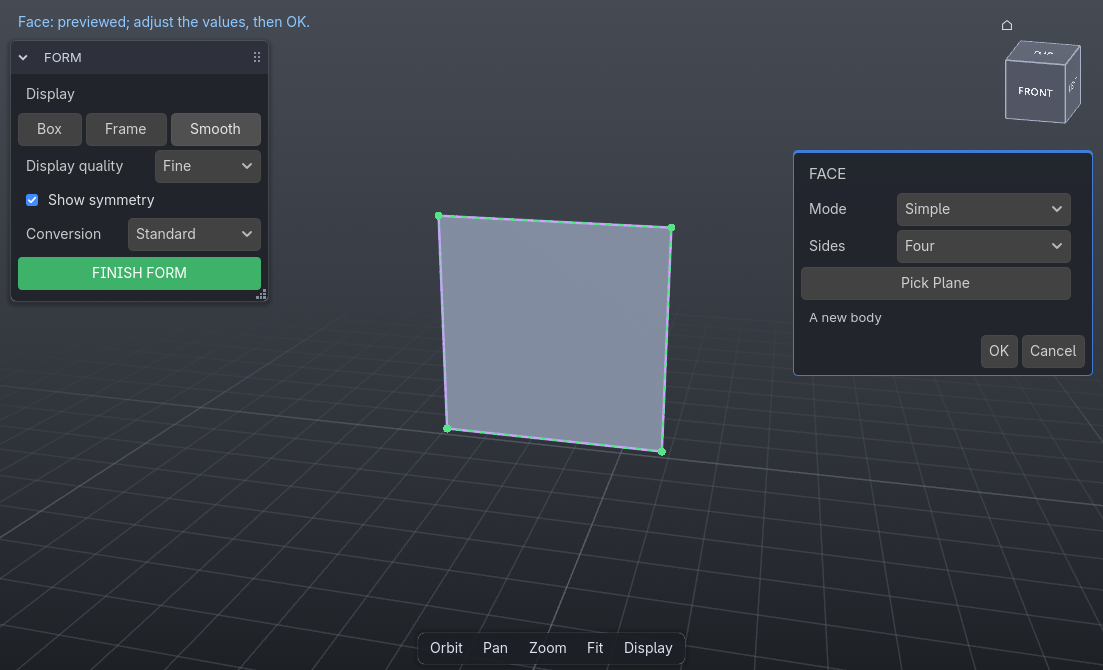 Face: previewed; adjust the values, then OK.
FORM
Display
Box Frame Smooth
Display quality Fine
Show symmetry
Conversion Standard
FINISH FORM
FRONT
FACE
Mode Simple
Sides Four
Pick Plane
A new body
OK Cancel
Orbit Pan Zoom Fit Display